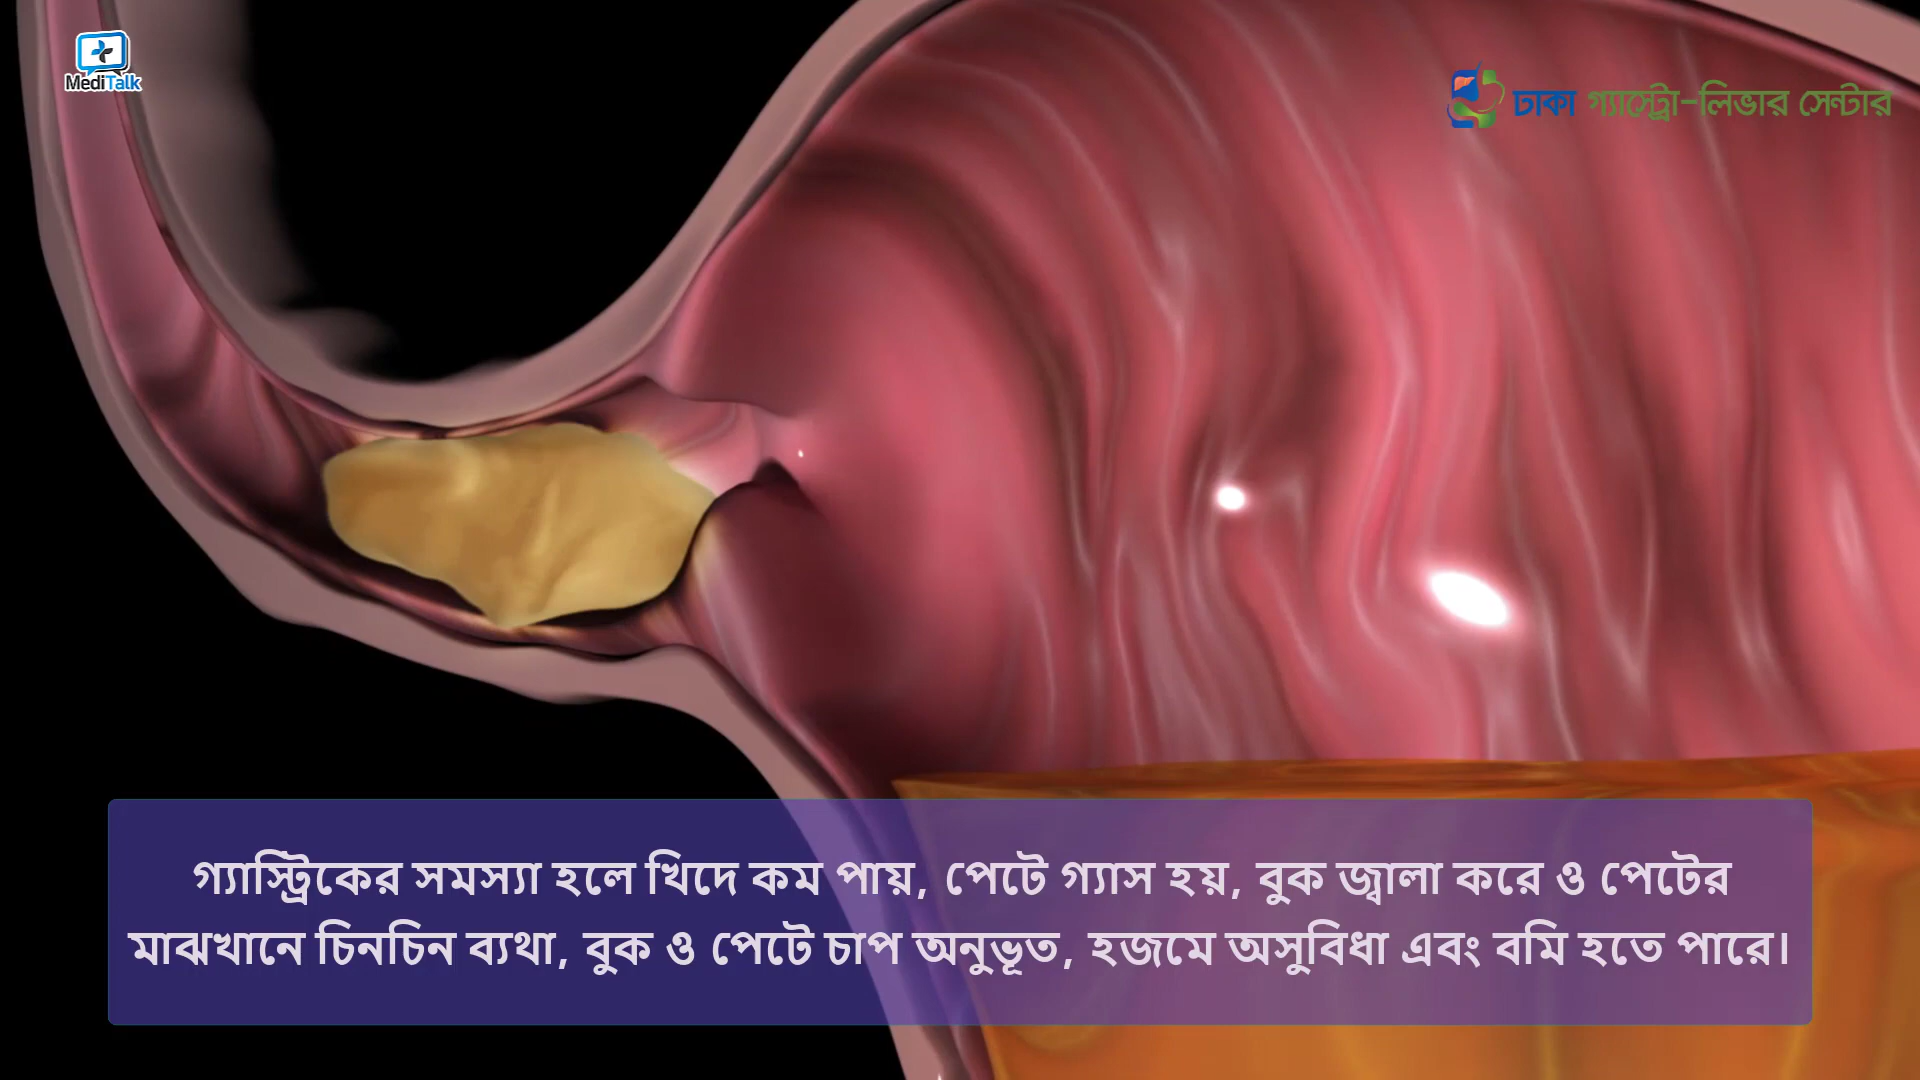 MediTalk
ঢাকা গ্যাস্ট্রো-লিভার সেন্টার
গ্যাস্ট্রিকের সমস্যা হলে খিদে কম পায়, পেটে গ্যাস হয়, বুক জ্বালা করে ও পেটের
মাঝখানে চিনচিন ব্যথা, বুক ও পেটে চাপ অনুভূত, হজমে অসুবিধা এবং বমি হতে পারে।